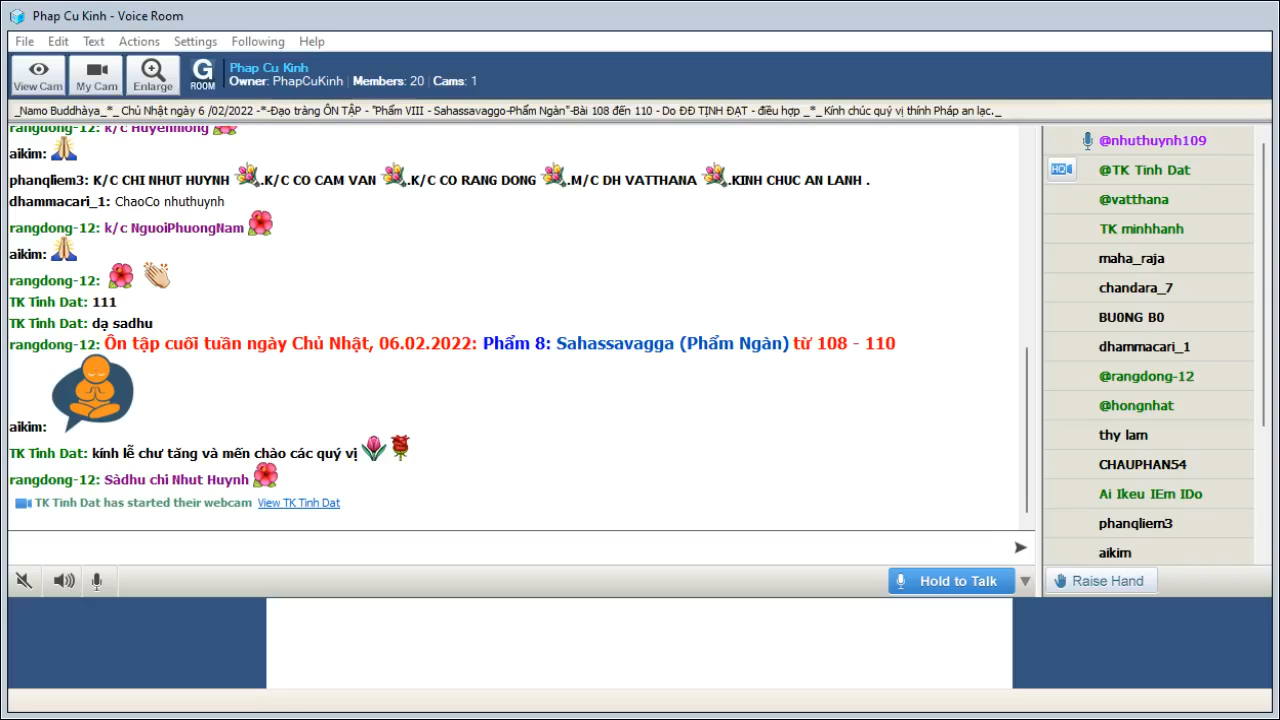 Phap Cu Kinh - Voice Room
File Edit Text Actions Settings Following Help
View Cam My Cam Enlarge G ROOM
Phap Cu Kinh
Owner: PhapCuKinh | Members: 20 | Cams: 1
_Namo Buddhàya_*_ Chủ Nhật ngày 6 /02/2022 -*-Đạo tràng ÔN TẬP - "Phẩm VIII - Sahassavaggo-Phẩm Ngàn"-Bài 108 đến 110 - Do ĐĐ TỊNH ĐẠT - điều hợp _*_ Kính chúc quý vị thính Pháp an lạc._
rangdong-12: k/c Huyenmong
aikim:
phanqliem3: K/C CHI NHUT HUYNH .K/C CO CAM VAN .K/C CO RANG DONG .M/C DH VATTHANA .KINH CHUC AN LANH .
dhammacari_1: ChaoCo nhuthuynh
rangdong-12: k/c NguoiPhuongNam
aikim:
rangdong-12:
TK Tinh Dat: 111
TK Tinh Dat: dạ sadhu
rangdong-12: Ôn tập cuối tuần ngày Chủ Nhật, 06.02.2022: Phẩm 8: Sahassavagga (Phẩm Ngàn) từ 108 - 110
aikim:
TK Tinh Dat: kính lễ chư tăng và mến chào các quý vị
rangdong-12: Sàdhu chi Nhut Huynh
TK Tinh Dat has started their webcam View TK Tinh Dat
Hold to Talk
@nhuthuynh109
HD @TK Tinh Dat
@vatthana
TK minhhanh
maha_raja
chandara_7
BU0NG B0
dhammacari_1
@rangdong-12
@hongnhat
thy lam
CHAUPHAN54
Ai Ikeu IEm IDo
phanqliem3
aikim
Raise Hand